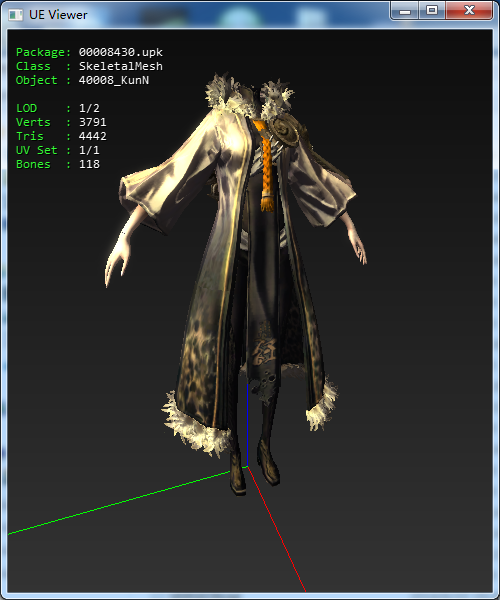 UE Viewer
Package: 00008430.upk
Class : SkeletalMesh
Object : 40008_KunN
LOD : 1/2
Verts : 3791
Tris : 4442
UV Set : 1/1
Bones : 118